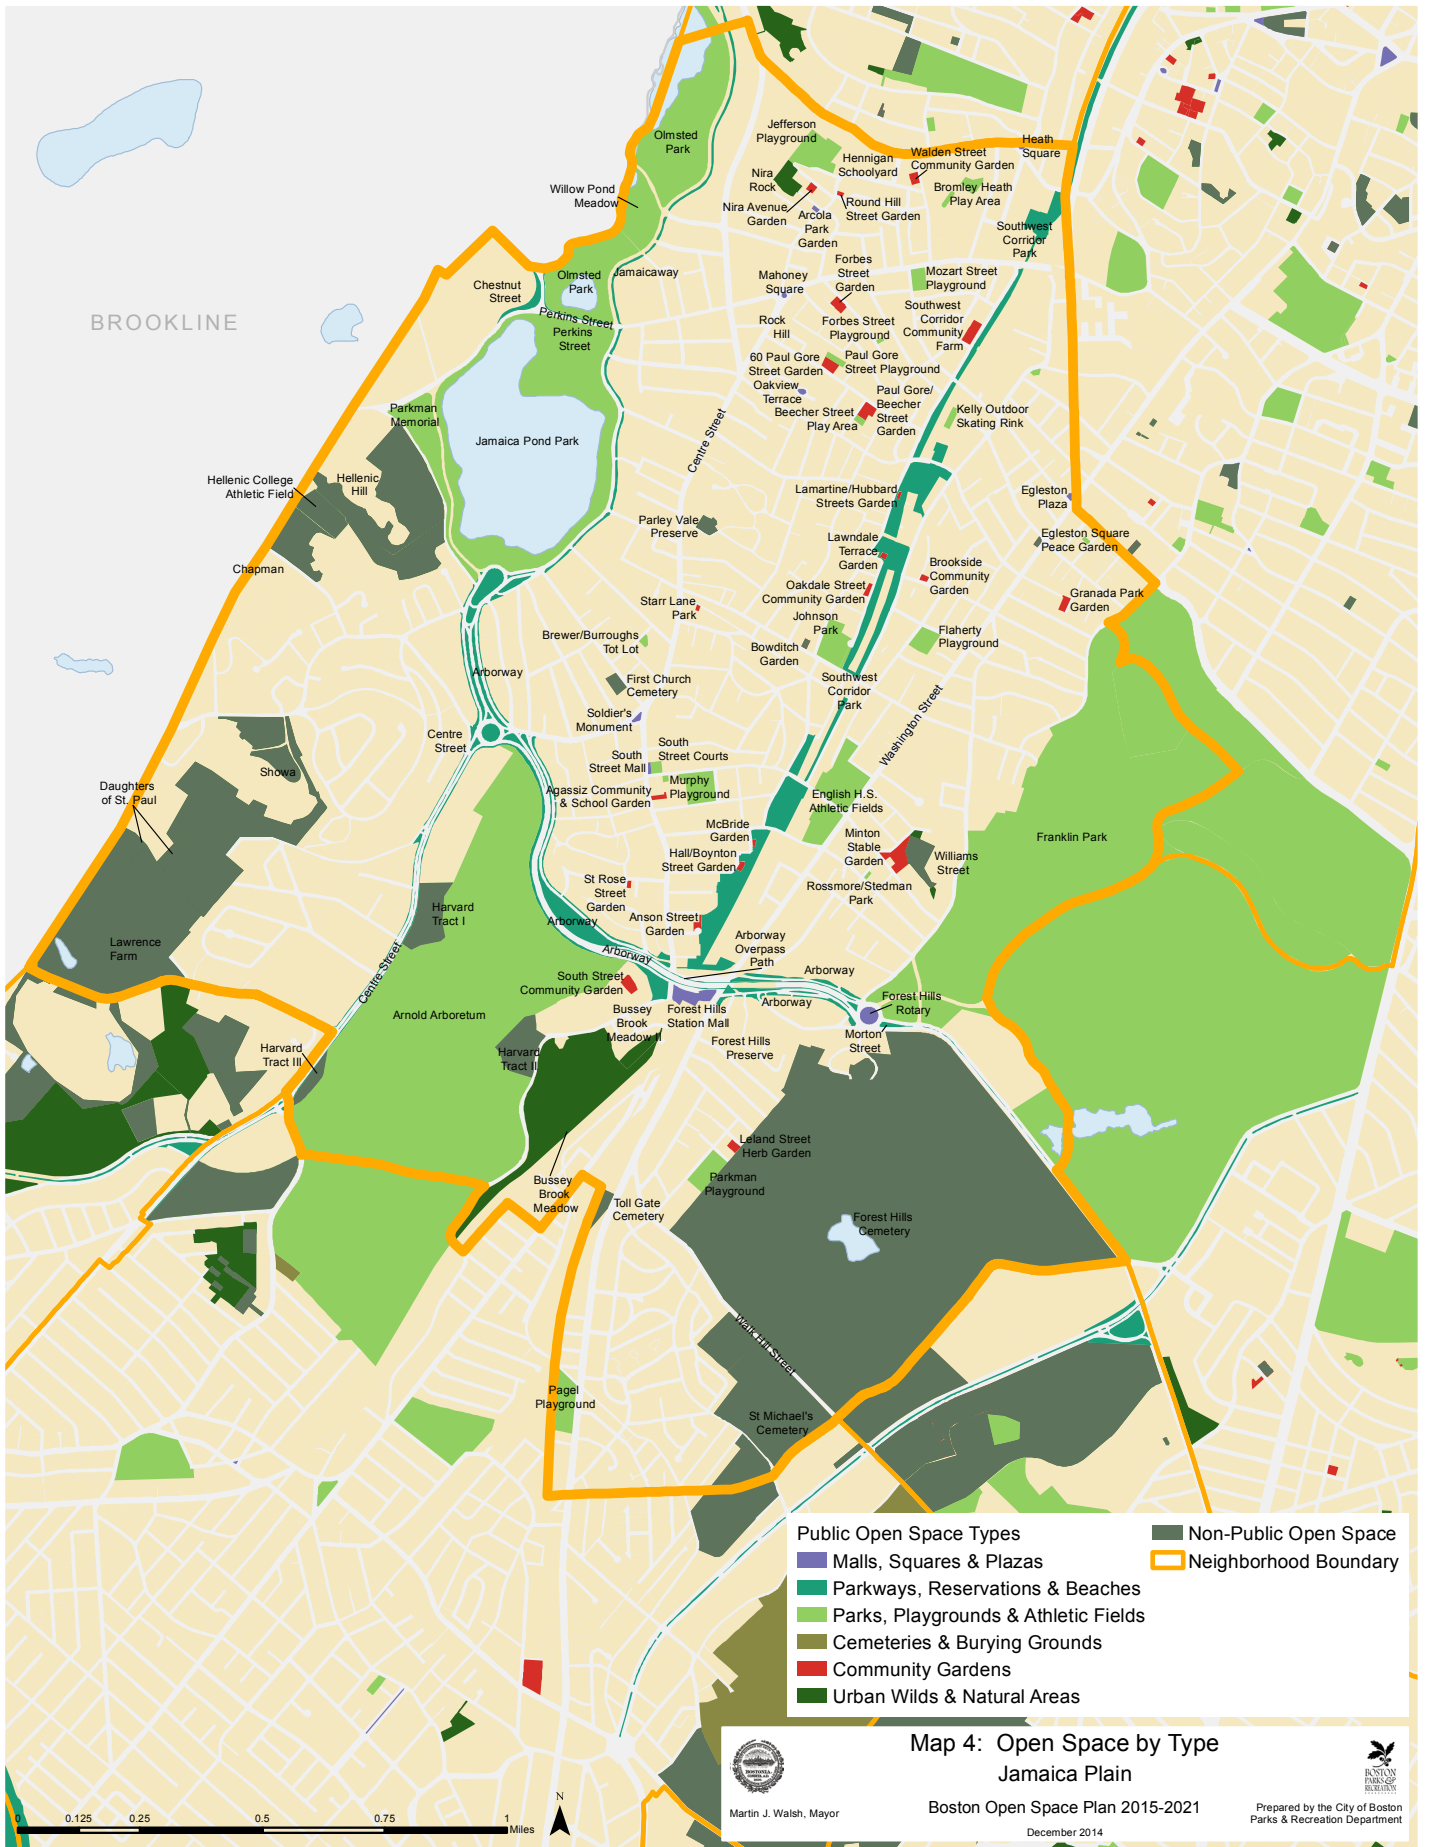 Olmsted
Park
Jefferson
Playground
Heath
Square
Hennigan
Schoolyard
Walden Street
Community Garden
Nira
Rock
Willow Pond
Meadow
Bromley Heath
Play Area
Nira Avenue
Garden
Round Hill
Street Garden
Arcola
Park
Garden
Southwest
Corridor
Park
Forbes
Street
Garden
Jamaicaway
Olmsted
Park
Chestnut
Street
Mahoney
Square
Mozart Street
Playground
Southwest
Corridor
Community
Farm
BROOKLINE
Perkins Street
Perkins
Street
Rock
Hill
Forbes Street
Playground
60 Paul Gore
Street Garden
Paul Gore
Street Playground
Oakview
Terrace
Paul Gore/
Beecher
Street
Garden
Beecher Street
Play Area
Kelly Outdoor
Skating Rink
Parkman
Memorial
Jamaica Pond Park
Centre Street
Hellenic College
Athletic Field
Hellenic
Hill
Lamartine/Hubbard
Streets Garden
Egleston
Plaza
Parley Vale
Preserve
Egleston Square
Peace Garden
Lawndale
Terrace
Garden
Chapman
Brookside
Community
Garden
Oakdale Street
Community Garden
Granada Park
Garden
Starr Lane
Park
Johnson
Park
Brewer/Burroughs
Tot Lot
Flaherty
Playground
Bowditch
Garden
Arborway
First Church
Cemetery
Southwest
Corridor
Park
Soldier's
Monument
Washington Street
Centre
Street
South
Street Mall
South
Street Courts
Showa
Daughters
of St. Paul
Murphy
Playground
Agassiz Community
& School Garden
English H.S.
Athletic Fields
McBride
Garden
Minton
Stable
Garden
Franklin Park
Hall/Boynton
Street Garden
Williams
Street
St Rose
Street
Garden
Rossmore/Stedman
Park
Harvard
Tract I
Arborway
Anson Street
Garden
Lawrence
Farm
Centre Street
Arborway
Arborway
Overpass
Path
Arborway
South Street
Community Garden
Arborway
Forest Hills
Rotary
Arnold Arboretum
Bussey
Brook
Meadow II
Forest Hills
Station Mall
Morton
Street
Harvard
Tract III
Harvard
Tract II
Forest Hills
Preserve
Leland Street
Herb Garden
Bussey
Brook
Meadow
Parkman
Playground
Toll Gate
Cemetery
Forest Hills
Cemetery
Walk Hill Street
Pagel
Playground
St Michael's
Cemetery
Public Open Space Types
Malls, Squares & Plazas
Parkways, Reservations & Beaches
Parks, Playgrounds & Athletic Fields
Cemeteries & Burying Grounds
Community Gardens
Urban Wilds & Natural Areas
Non-Public Open Space
Neighborhood Boundary
Map 4: Open Space by Type
Jamaica Plain
Boston Open Space Plan 2015-2021
December 2014
Martin J. Walsh, Mayor
BOSTON
PARKS &
RECREATION
Prepared by the City of Boston
Parks & Recreation Department
N
0 0.125 0.25 0.5 0.75 1
Miles